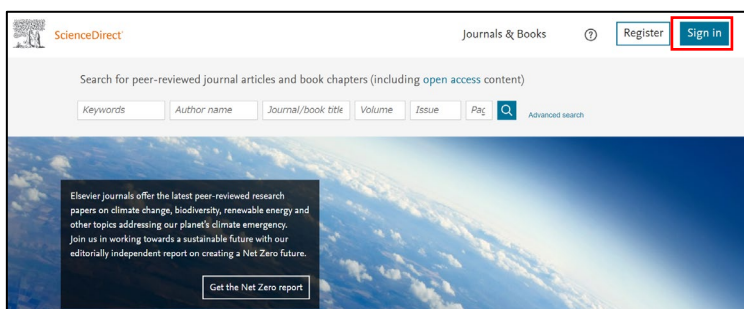 ScienceDirect
Journals & Books
?
Register
Sign in
Search for peer-reviewed journal articles and book chapters (including open access content)
Keywords
Author name
Journal/book title
Volume
Issue
Advanced search
Elsevier journals offer the latest peer-reviewed research
papers on climate change, biodiversity, renewable energy and
other topics addressing our planet's climate emergency.
Join us in working towards a sustainable future with our
editorially independent report on creating a Net Zero future.
Get the Net Zero report